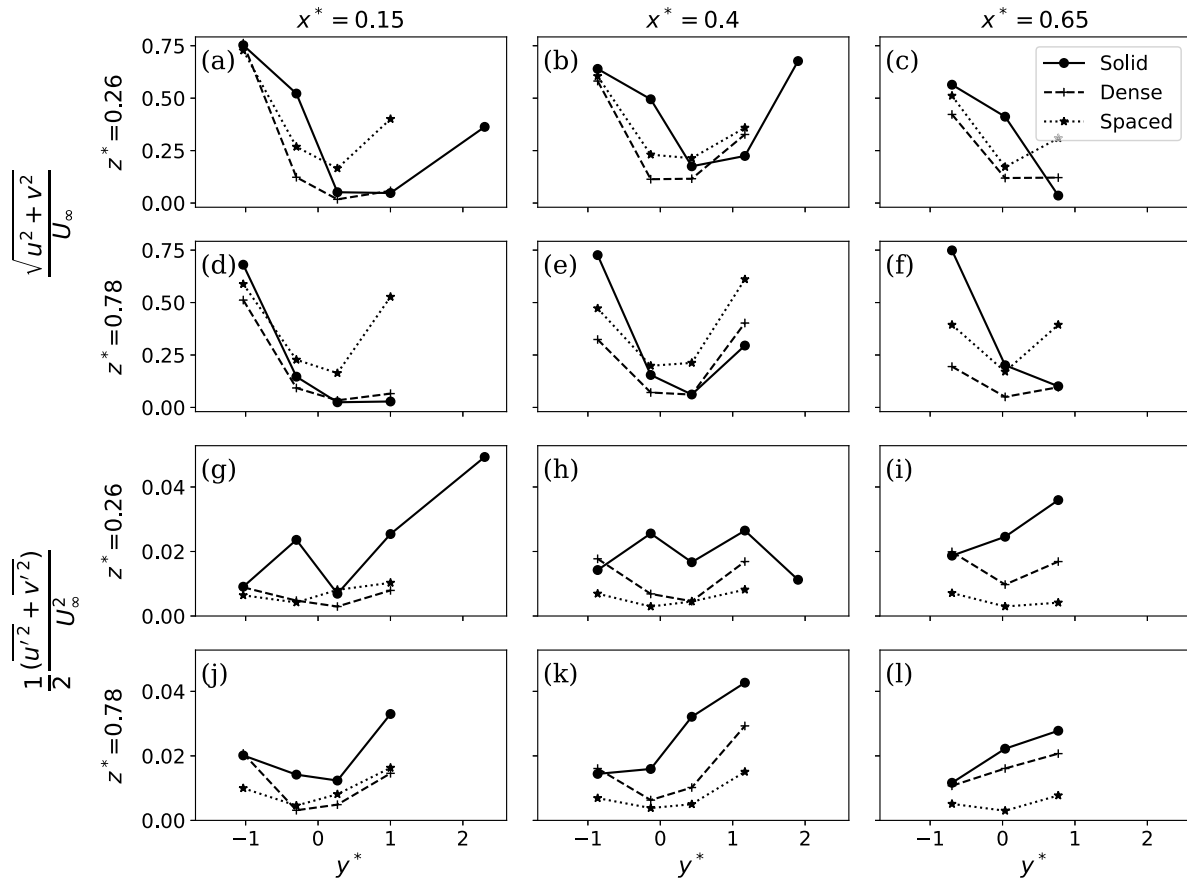 x* = 0.15
x* = 0.4
x* = 0.65
√(u² + v²) / U∞
z*=0.26
0.75
0.50
0.25
0.00
(a)
(b)
(c)
Solid
Dense
Spaced
z*=0.78
0.75
0.50
0.25
0.00
(d)
(e)
(f)
1/2 (u′² + v′²) / U∞²
z*=0.26
0.04
0.02
0.00
(g)
(h)
(i)
z*=0.78
0.04
0.02
0.00
(j)
(k)
(l)
−1 0 1 2
−1 0 1 2
−1 0 1 2
y*
y*
y*